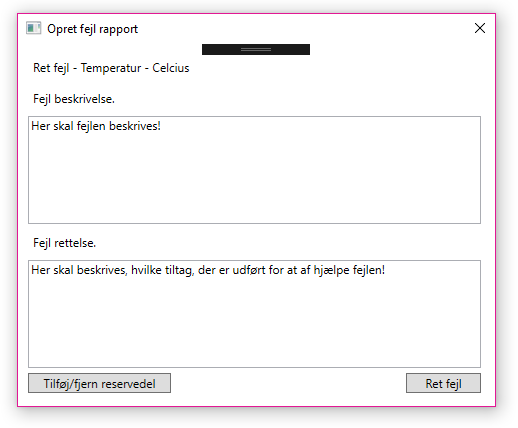 Opret fejl rapport
Ret fejl - Temperatur - Celcius
Fejl beskrivelse.
Her skal fejlen beskrives!
Fejl rettelse.
Her skal beskrives, hvilke tiltag, der er udført for at af hjælpe fejlen!
Tilføj/fjern reservedel
Ret fejl